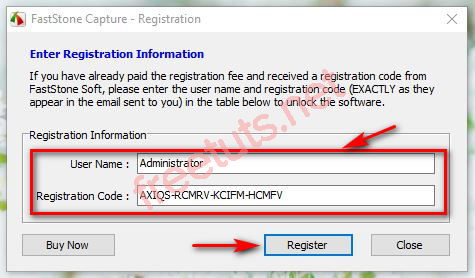 FastStone Capture - Registration
Enter Registration Information
If you have already paid the registration fee and received a registration code from
FastStone Soft, please enter the user name and registration code (EXACTLY as they
appear in the email sent to you) in the table below to unlock the software.
Registration Information
User Name : Administrator
Registration Code : AXIQS-RCMRV-KCIFM-HCMFV
freetuts.net
Buy Now Register Close